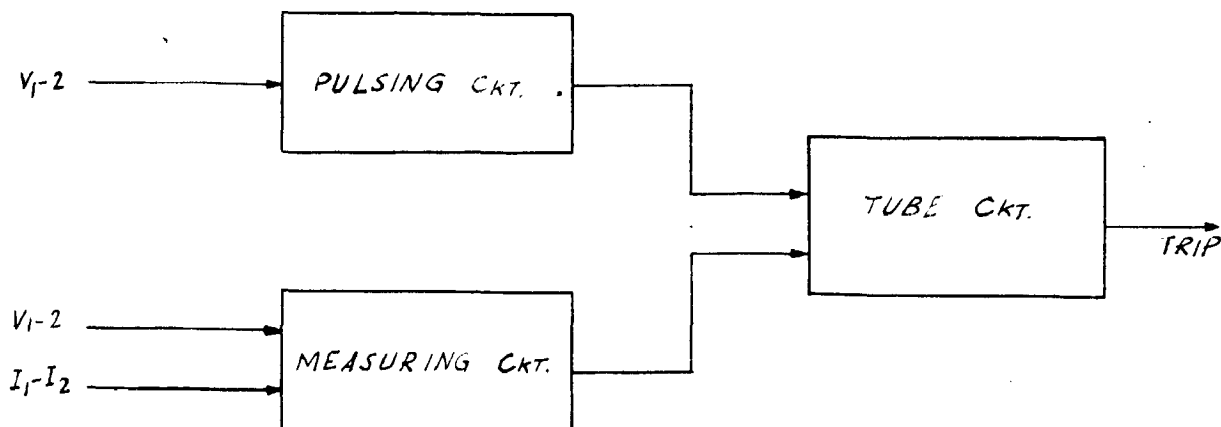 V1-2
PULSING CKT.
TUBE CKT.
TRIP
V1-2
I1-I2
MEASURING CKT.